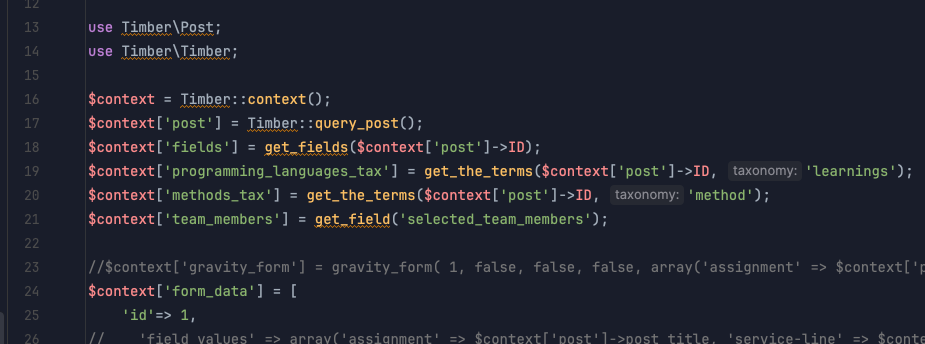 12
13 use Timber\Post;
14 use Timber\Timber;
15
16 $context = Timber::context();
17 $context['post'] = Timber::query_post();
18 $context['fields'] = get_fields($context['post']->ID);
19 $context['programming_languages_tax'] = get_the_terms($context['post']->ID, taxonomy: 'learnings');
20 $context['methods_tax'] = get_the_terms($context['post']->ID, taxonomy: 'method');
21 $context['team_members'] = get_field('selected_team_members');
22
23 //$context['gravity_form'] = gravity_form( 1, false, false, false, array('assignment' => $context['p
24 $context['form_data'] = [
25 'id'=> 1,
26 // 'field_values' => array('assignment' => $context['post']->post_title, 'service-line' => $conte